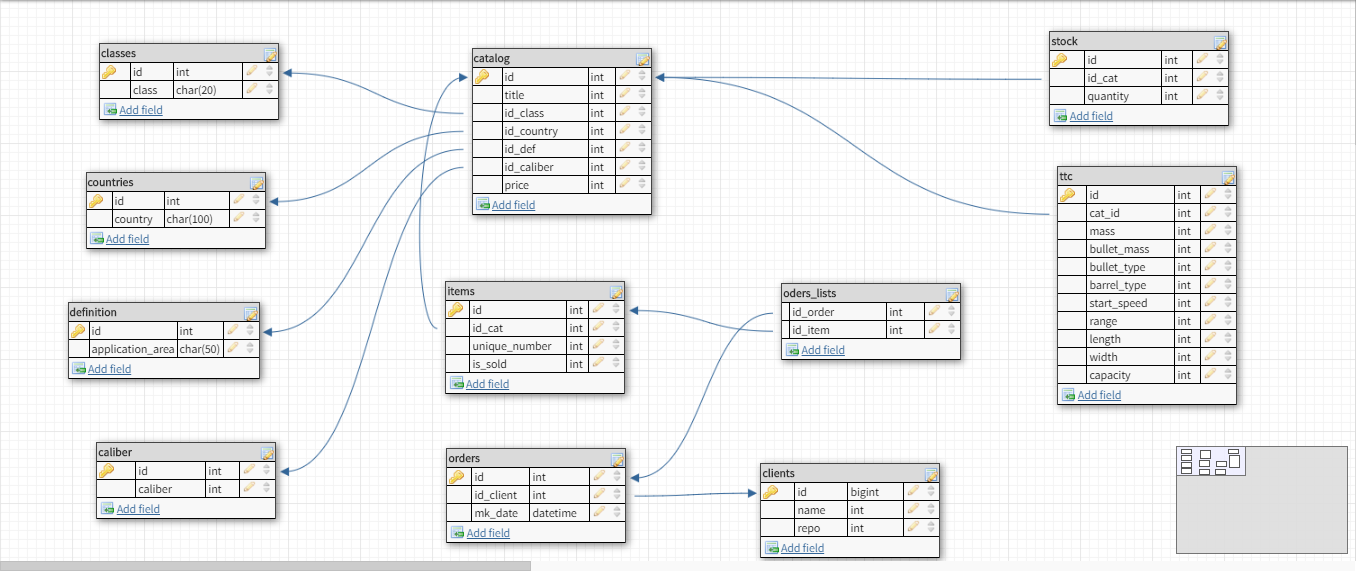 classes
id int
class char(20)
Add field
countries
id int
country char(100)
Add field
definition
id int
application_area char(50)
Add field
caliber
id int
caliber int
Add field
catalog
id int
title int
id_class int
id_country int
id_def int
id_caliber int
price int
Add field
items
id int
id_cat int
unique_number int
is_sold int
Add field
orders
id int
id_client int
mk_date datetime
Add field
oders_lists
id_order int
id_item int
Add field
clients
id bigint
name int
repo int
Add field
stock
id int
id_cat int
quantity int
Add field
ttc
id int
cat_id int
mass int
bullet_mass int
bullet_type int
barrel_type int
start_speed int
range int
length int
width int
capacity int
Add field